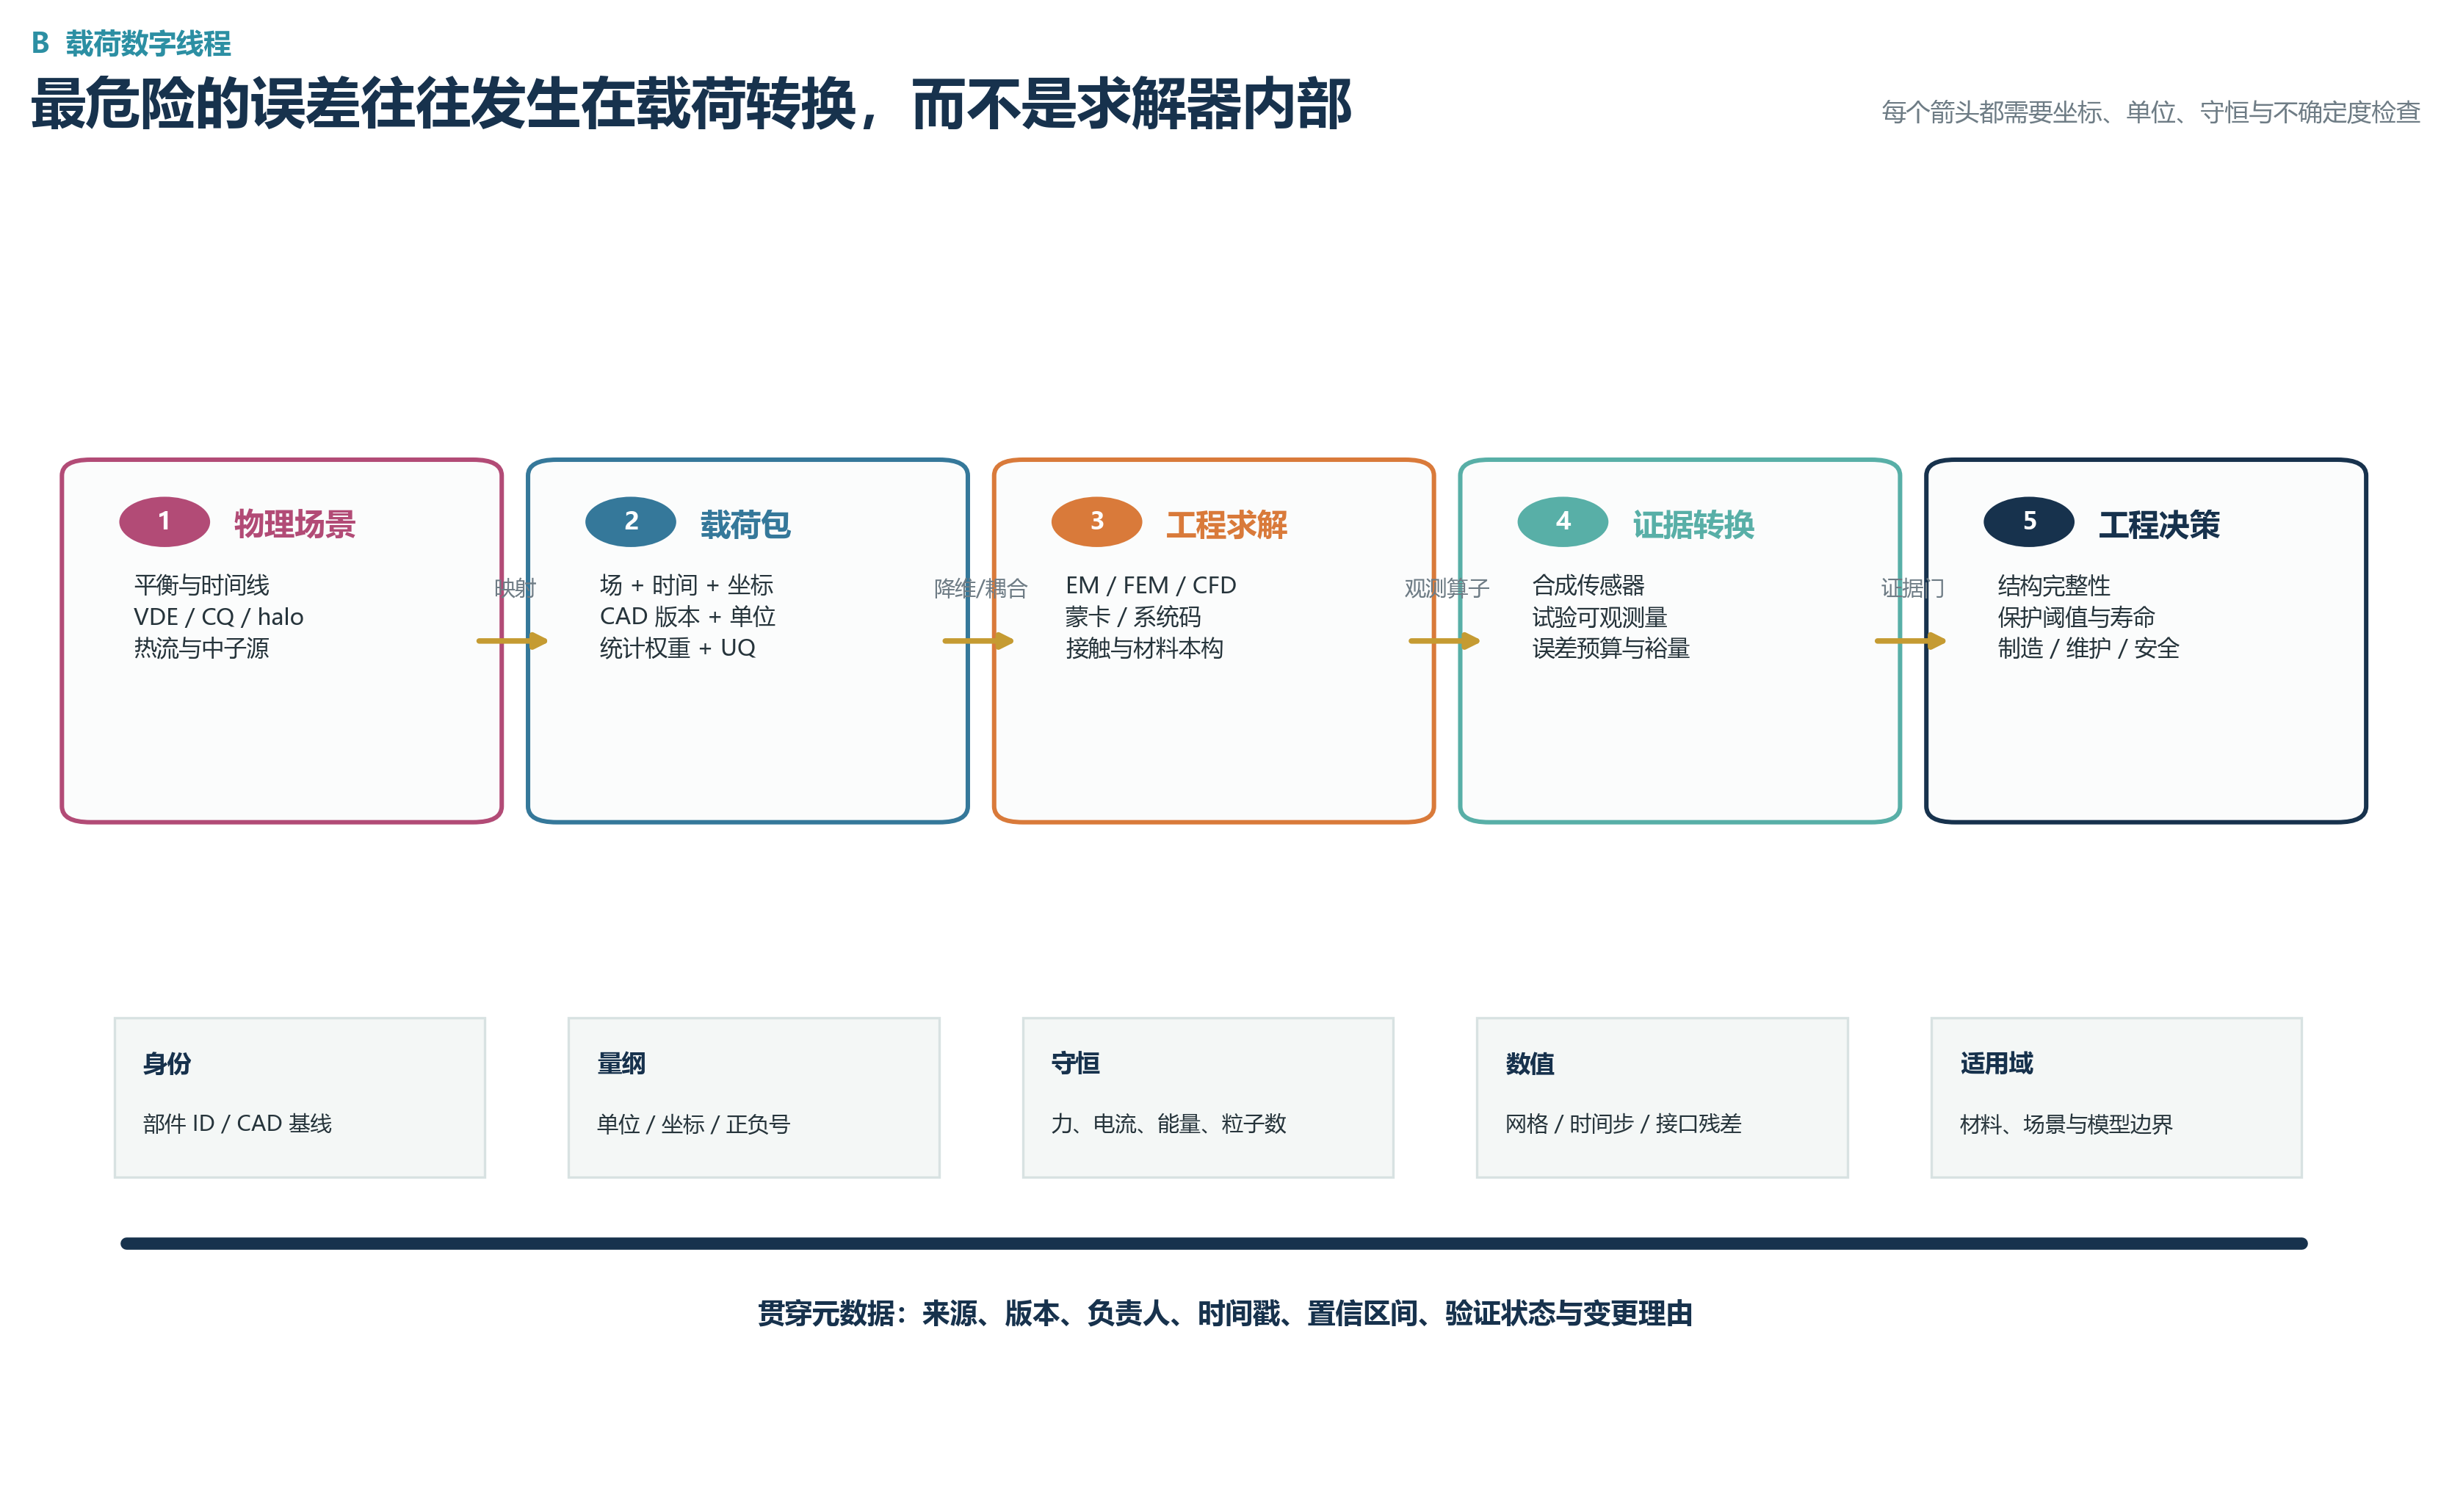 B 载荷数字线程
最危险的误差往往发生在载荷转换，而不是求解器内部
每个箭头都需要坐标、单位、守恒与不确定度检查
1 物理场景
平衡与时间线
VDE / CQ / halo
热流与中子源
映射
2 载荷包
场 + 时间 + 坐标
CAD 版本 + 单位
统计权重 + UQ
降维/耦合
3 工程求解
EM / FEM / CFD
蒙卡 / 系统码
接触与材料本构
观测算子
4 证据转换
合成传感器
试验可观测量
误差预算与裕量
证据门
5 工程决策
结构完整性
保护阈值与寿命
制造 / 维护 / 安全
身份
部件 ID / CAD 基线
量纲
单位 / 坐标 / 正负号
守恒
力、电流、能量、粒子数
数值
网格 / 时间步 / 接口残差
适用域
材料、场景与模型边界
贯穿元数据：来源、版本、负责人、时间戳、置信区间、验证状态与变更理由